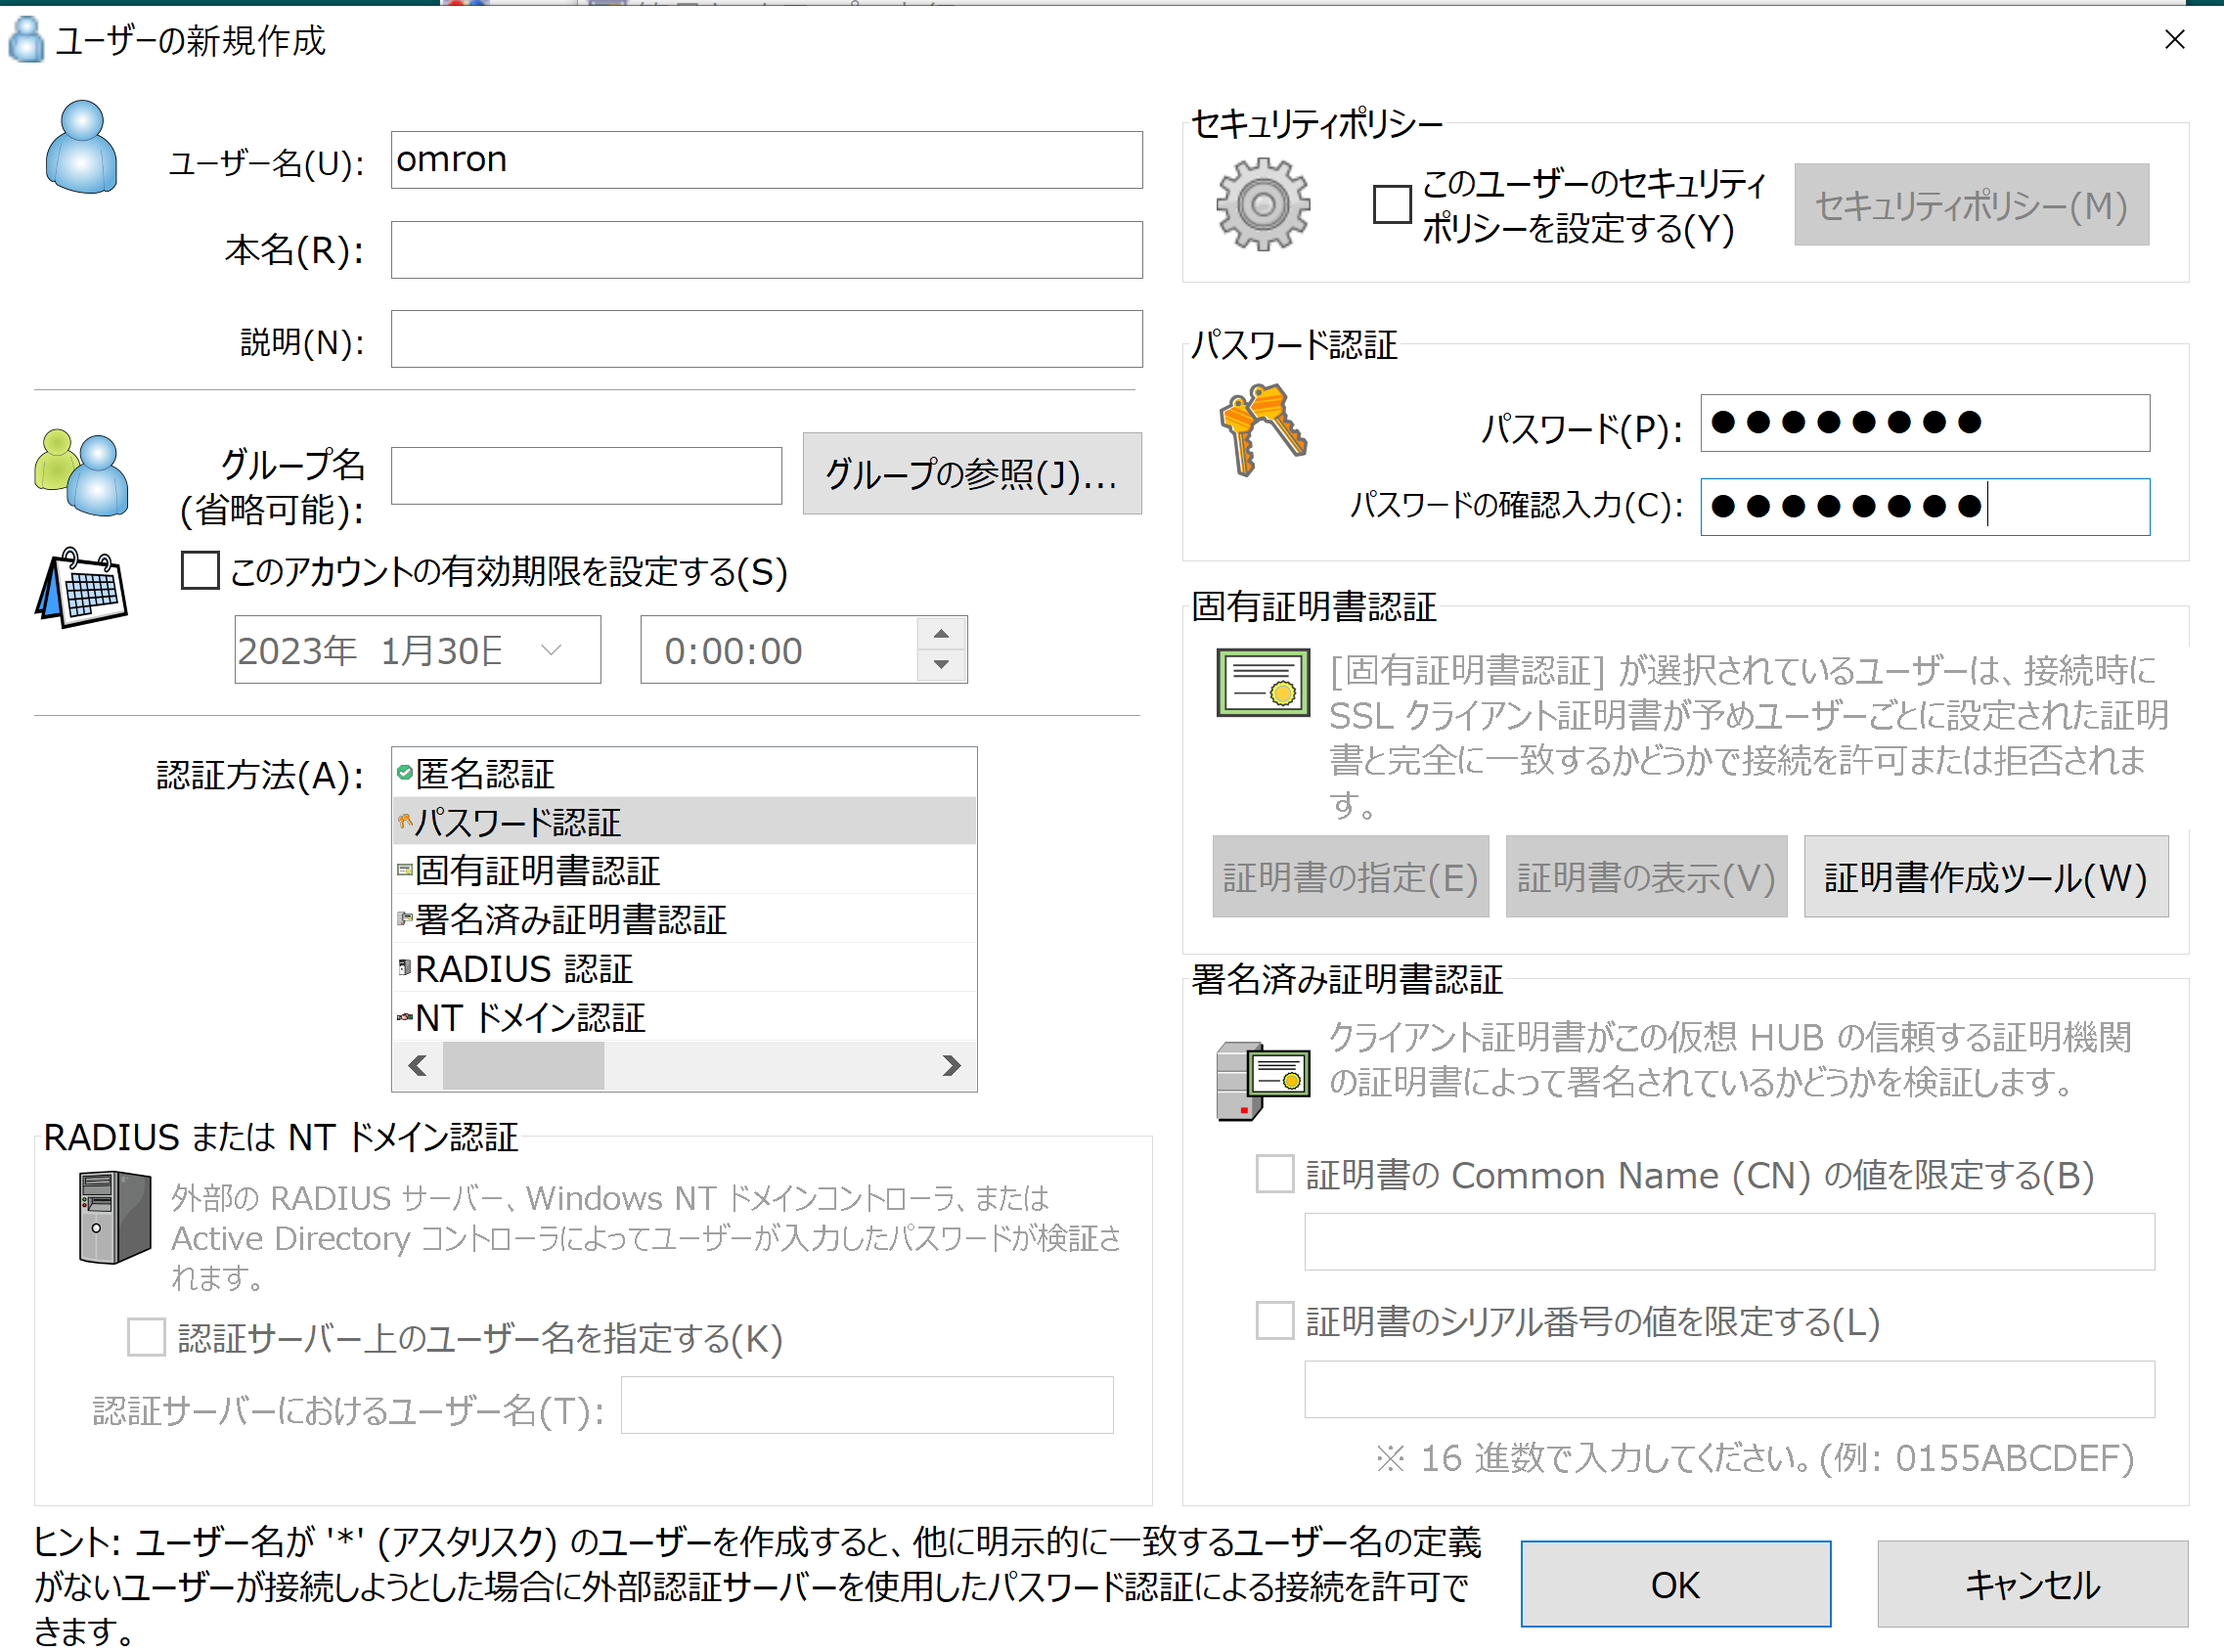 ユーザーの新規作成
ユーザー名(U):
omron
本名(R):
説明(N):
グループ名
(省略可能):
グループの参照(J)...
このアカウントの有効期限を設定する(S)
2023年 1月30日
0:00:00
認証方法(A):
匿名認証
パスワード認証
固有証明書認証
署名済み証明書認証
RADIUS 認証
NT ドメイン認証
RADIUS または NT ドメイン認証
外部の RADIUS サーバー、Windows NT ドメインコントローラ、または
Active Directory コントローラによってユーザーが入力したパスワードが検証さ
れます。
認証サーバー上のユーザー名を指定する(K)
認証サーバーにおけるユーザー名(T):
セキュリティポリシー
このユーザーのセキュリティ
ポリシーを設定する(Y)
セキュリティポリシー(M)
パスワード認証
パスワード(P):
●●●●●●●●
パスワードの確認入力(C):
●●●●●●●●
固有証明書認証
[固有証明書認証] が選択されているユーザーは、接続時に
SSL クライアント証明書が予めユーザーごとに設定された証明
書と完全に一致するかどうかで接続を許可または拒否されま
す。
証明書の指定(E)
証明書の表示(V)
証明書作成ツール(W)
署名済み証明書認証
クライアント証明書がこの仮想 HUB の信頼する証明機関
の証明書によって署名されているかどうかを検証します。
証明書の Common Name (CN) の値を限定する(B)
証明書のシリアル番号の値を限定する(L)
※ 16 進数で入力してください。(例: 0155ABCDEF)
ヒント: ユーザー名が '*' (アスタリスク) のユーザーを作成すると、他に明示的に一致するユーザー名の定義
がないユーザーが接続しようとした場合に外部認証サーバーを使用したパスワード認証による接続を許可で
きます。
OK
キャンセル